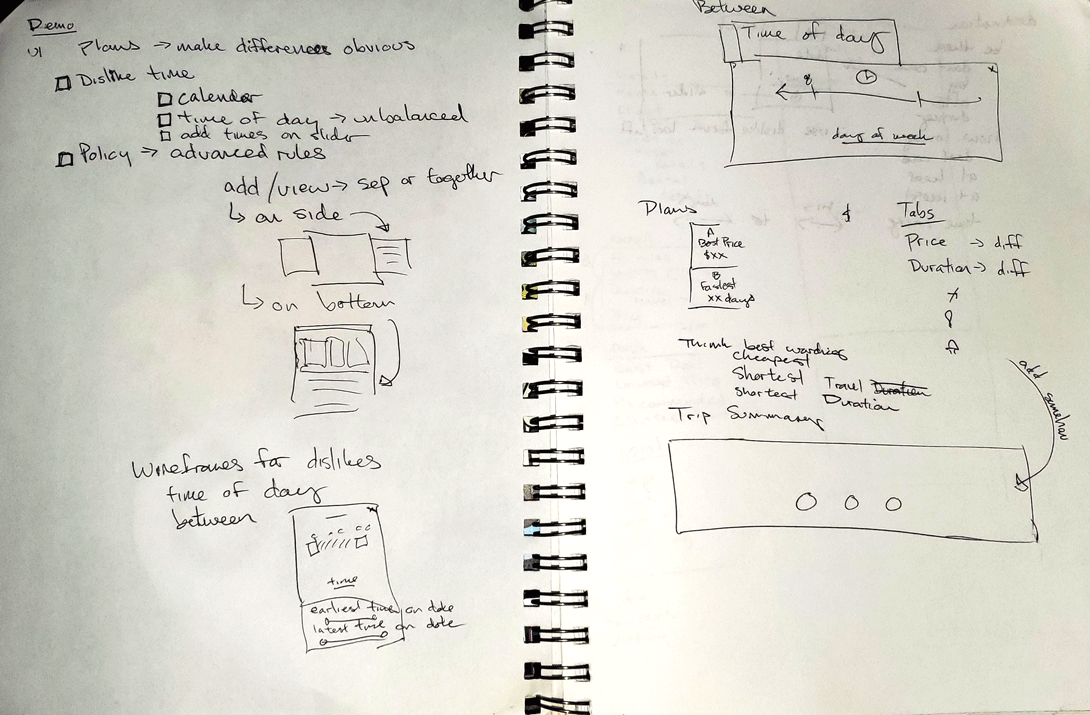 Demo
UI Plans → make differences obvious
Dislike time
calendar
time of day → unbalanced
add times on slider
Policy → advanced rules
add/view → sep or together
↳ on side
↳ on bottom
Wireframes for dislikes
time of day
between
time
earliest time on date
latest time on date
Between
Time of day
day of week
Plans
A
Best Price
$xx
B
Fastest
xx days
$
Tabs
Price → diff
Duration → diff
Think best
cheapest
Shortest Travel Duration
shortest Duration
Trip Summary
add somehow